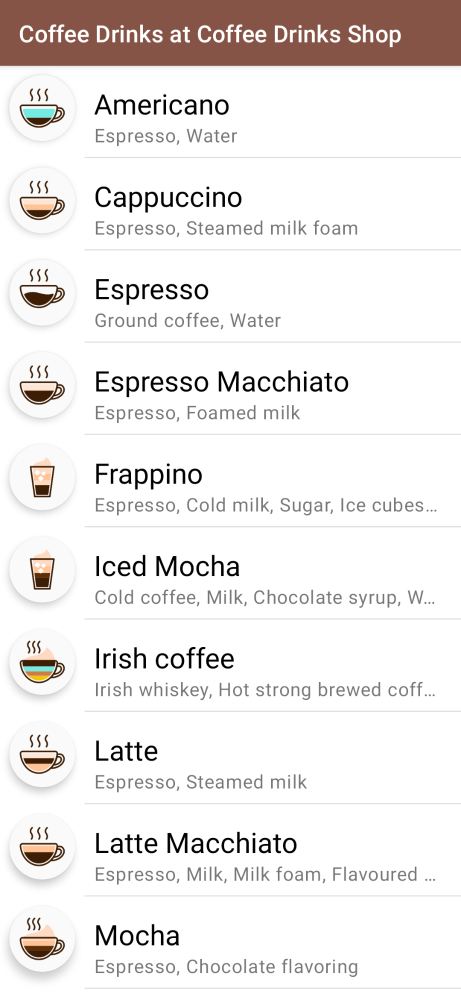 Coffee Drinks at Coffee Drinks Shop
Americano
Espresso, Water
Cappuccino
Espresso, Steamed milk foam
Espresso
Ground coffee, Water
Espresso Macchiato
Espresso, Foamed milk
Frappino
Espresso, Cold milk, Sugar, Ice cubes…
Iced Mocha
Cold coffee, Milk, Chocolate syrup, W…
Irish coffee
Irish whiskey, Hot strong brewed coff…
Latte
Espresso, Steamed milk
Latte Macchiato
Espresso, Milk, Milk foam, Flavoured …
Mocha
Espresso, Chocolate flavoring